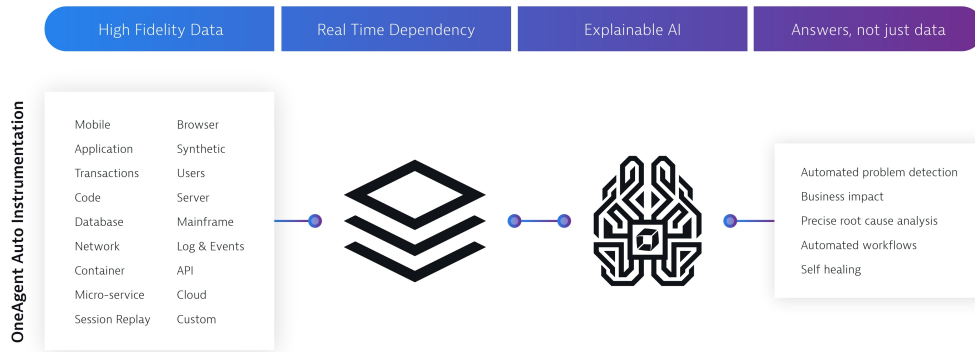 High Fidelity Data
Real Time Dependency
Explainable AI
Answers, not just data
OneAgent Auto Instrumentation
Mobile
Browser
Application
Synthetic
Transactions
Users
Code
Server
Database
Mainframe
Network
Log & Events
Container
API
Micro-service
Cloud
Session Replay
Custom
Automated problem detection
Business impact
Precise root cause analysis
Automated workflows
Self healing